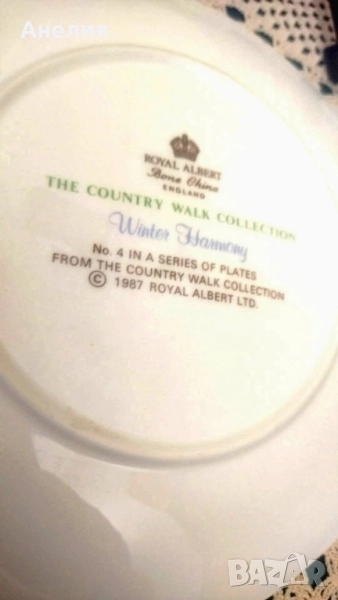 Анелия
ROYAL ALBERT
Bone China
ENGLAND
THE COUNTRY WALK COLLECTION
Winter Harmony
No. 4 IN A SERIES OF PLATES
FROM THE COUNTRY WALK COLLECTION
© 1987 ROYAL ALBERT LTD.
bazar